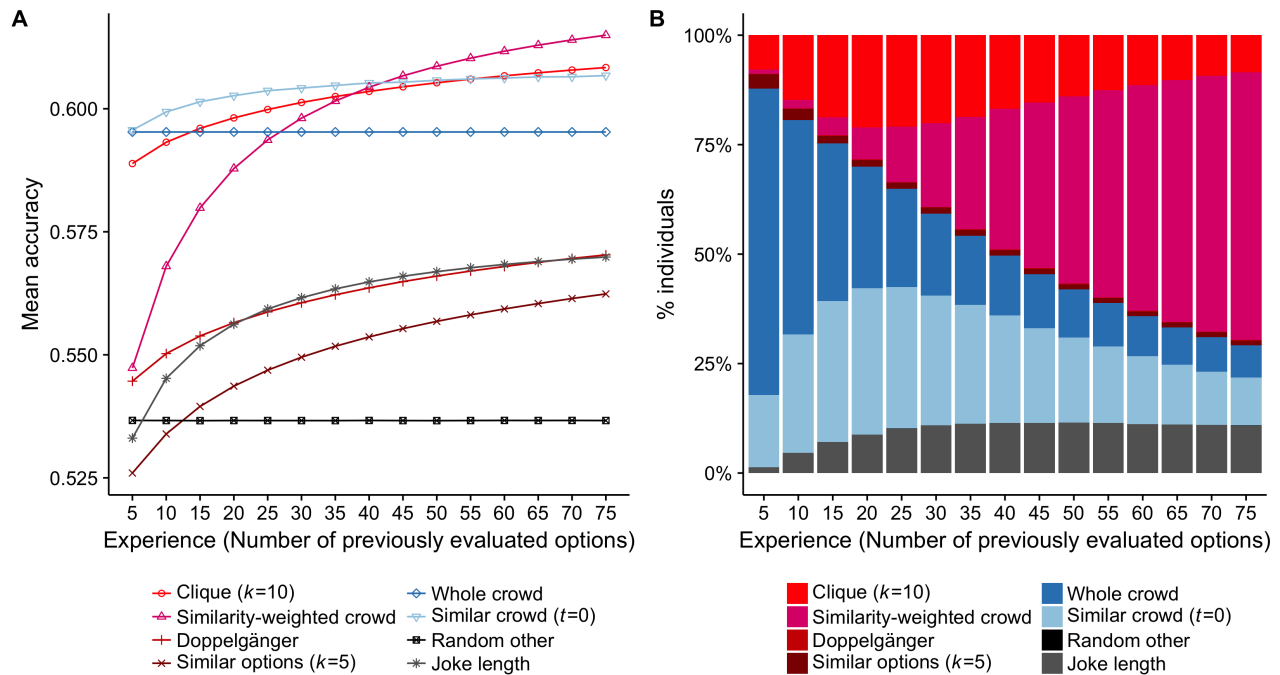 A
0.600
0.575
0.550
0.525
Mean accuracy
5 10 15 20 25 30 35 40 45 50 55 60 65 70 75
Experience (Number of previously evaluated options)
Clique (k=10)
Similarity-weighted crowd
Doppelgänger
Similar options (k=5)
Whole crowd
Similar crowd (t=0)
Random other
Joke length
B
100%
75%
50%
25%
0%
% individuals
5 10 15 20 25 30 35 40 45 50 55 60 65 70 75
Experience (Number of previously evaluated options)
Clique (k=10)
Similarity-weighted crowd
Doppelgänger
Similar options (k=5)
Whole crowd
Similar crowd (t=0)
Random other
Joke length